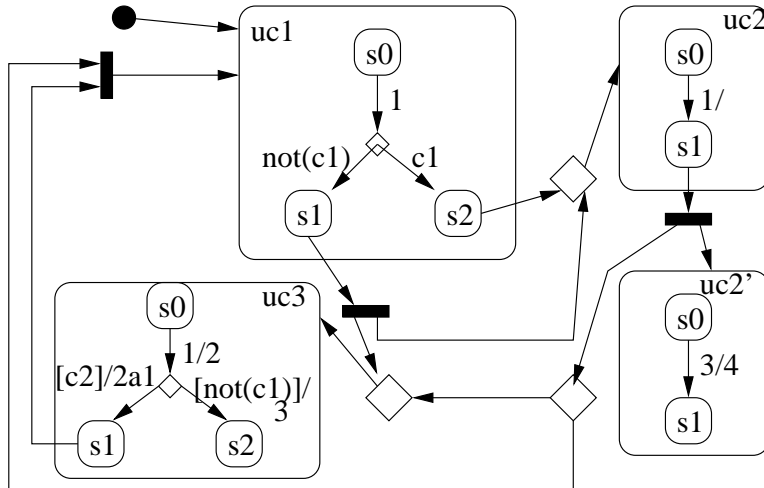 uc1
s0
1
not(c1)
c1
s1
s2
uc2
s0
1/
s1
uc3
s0
1/2
[c2]/2a1
[not(c1)]/
3
s1
s2
uc2’
s0
3/4
s1